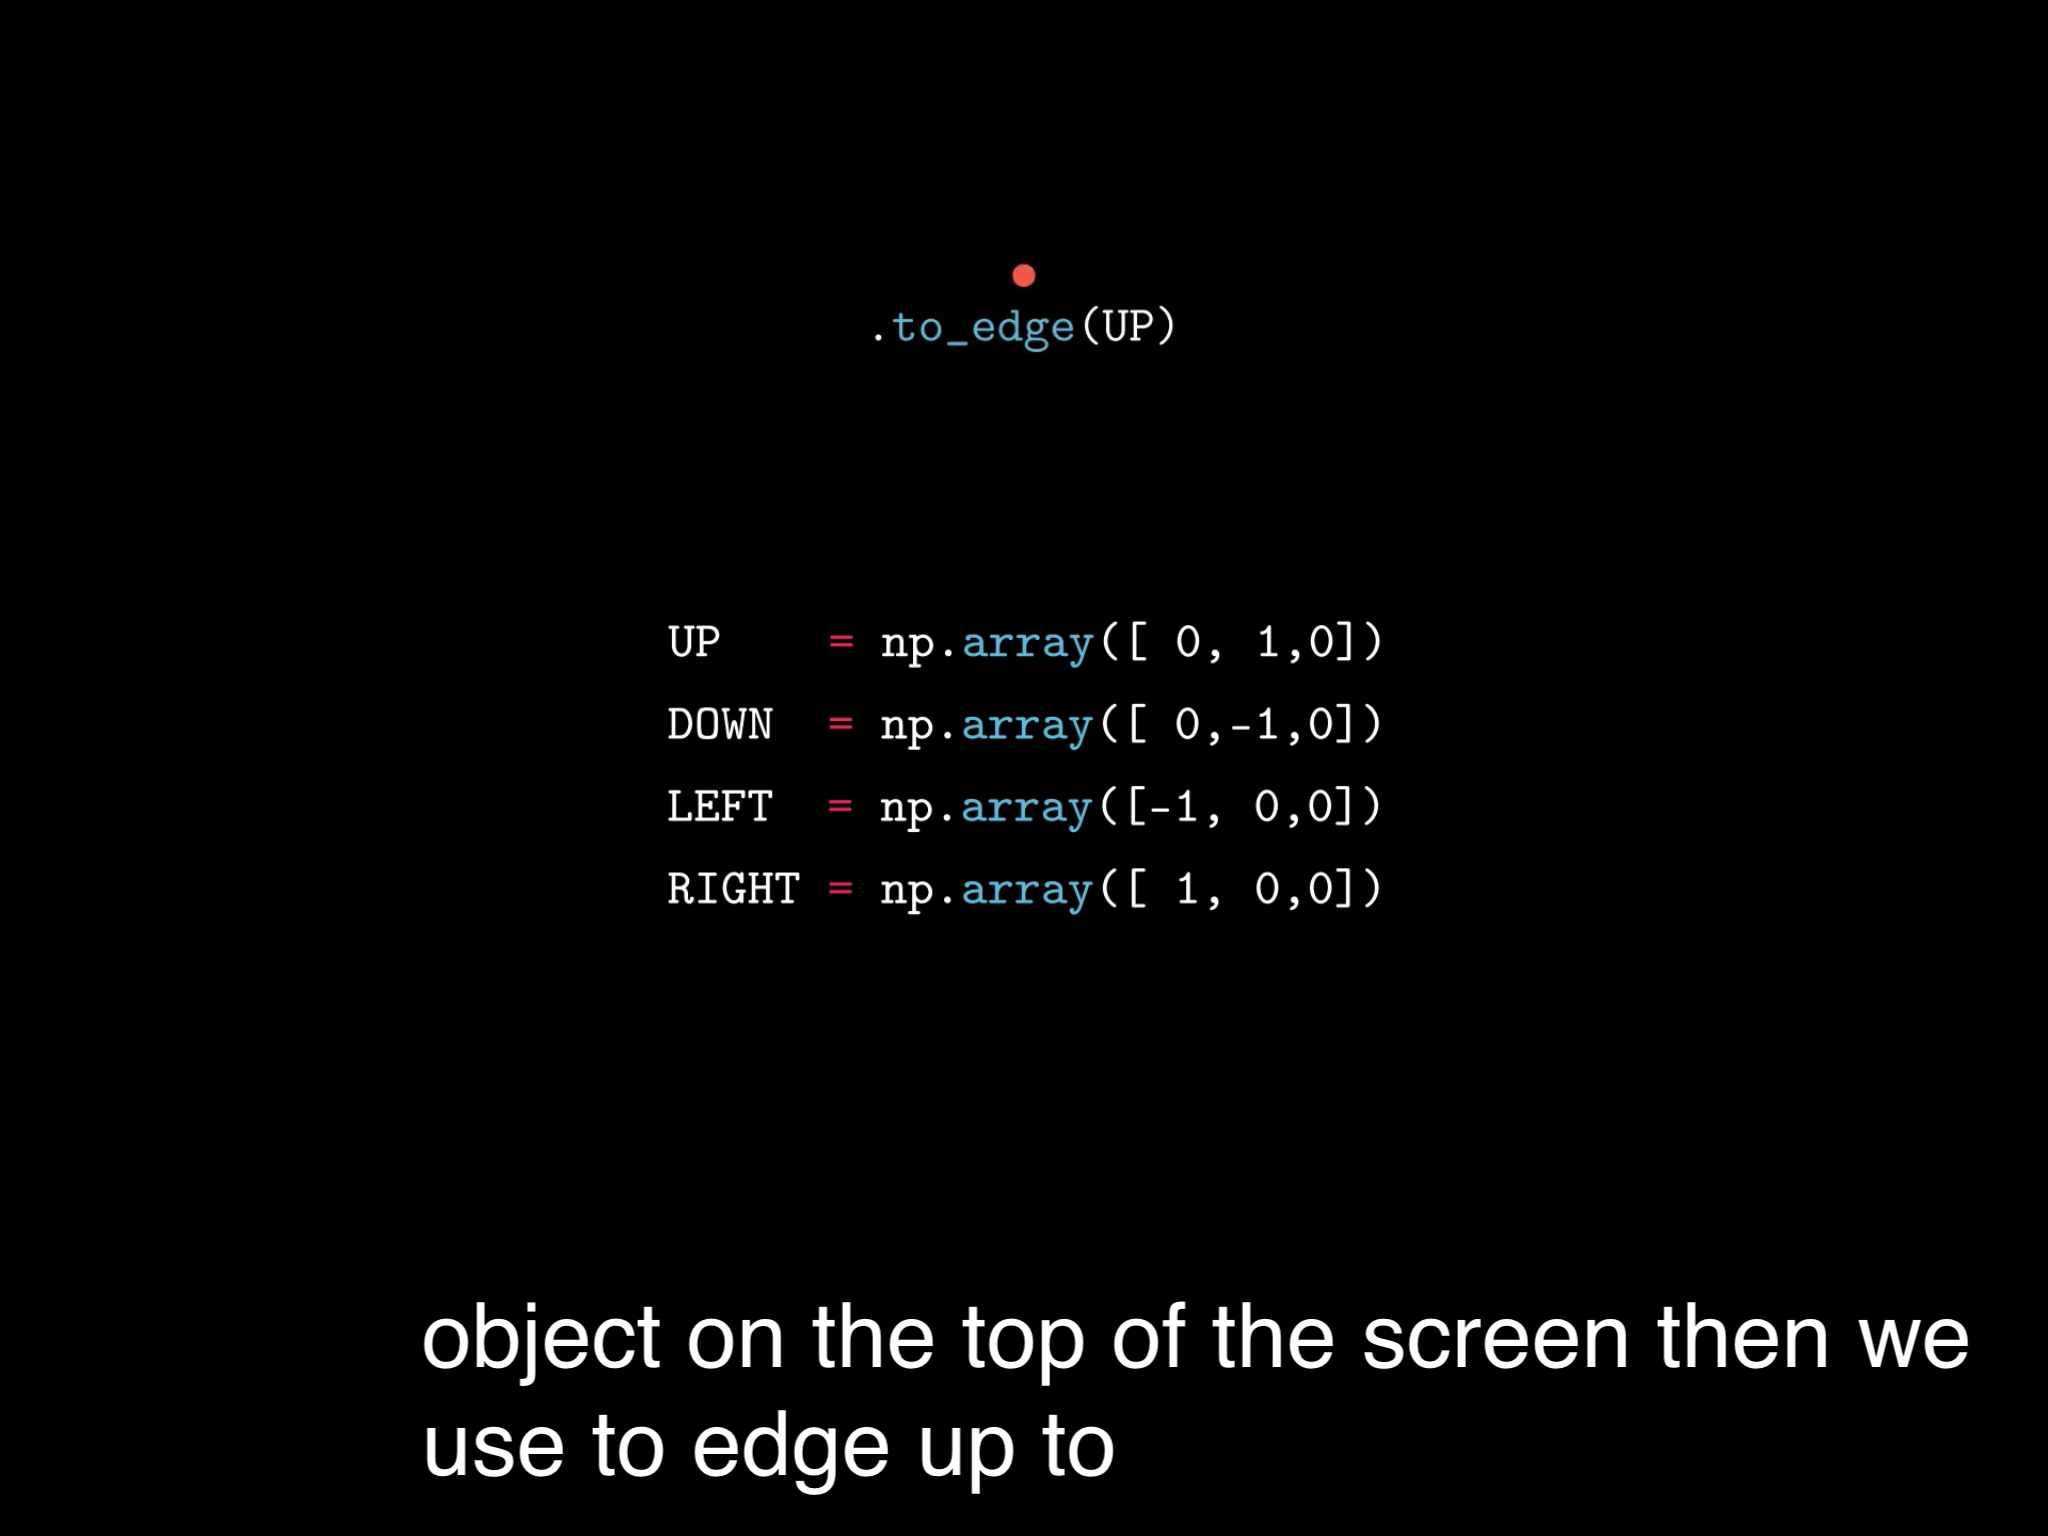 .to_edge(UP)
UP = np.array([ 0, 1,0])
DOWN = np.array([ 0,-1,0])
LEFT = np.array([-1, 0,0])
RIGHT = np.array([ 1, 0,0])
object on the top of the screen then we
use to edge up to